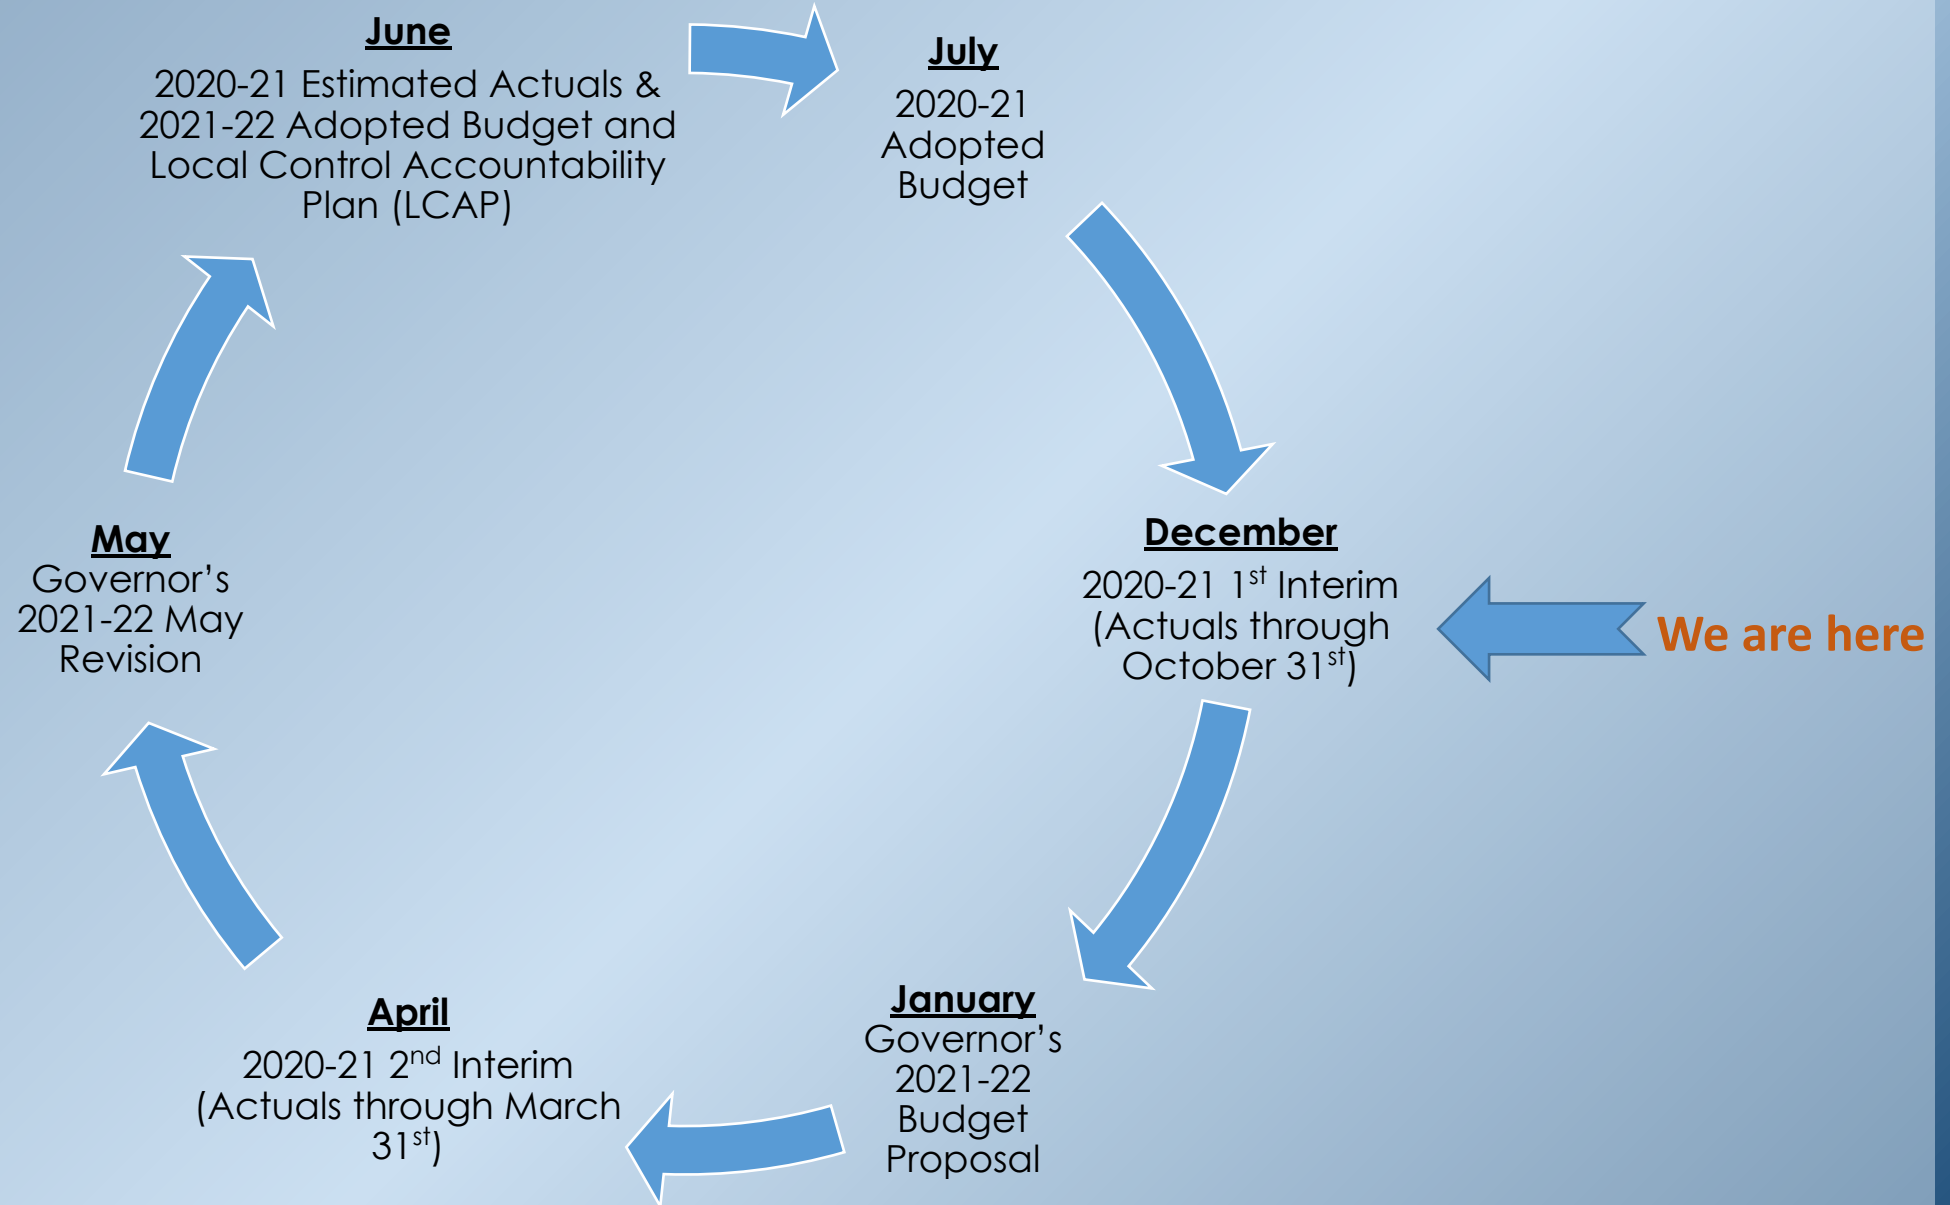 June
2020-21 Estimated Actuals &
2021-22 Adopted Budget and
Local Control Accountability
Plan (LCAP)
July
2020-21
Adopted
Budget
December
2020-21 1st Interim
(Actuals through
October 31st)
We are here
January
Governor’s
2021-22
Budget
Proposal
April
2020-21 2nd Interim
(Actuals through March
31st)
May
Governor’s
2021-22 May
Revision